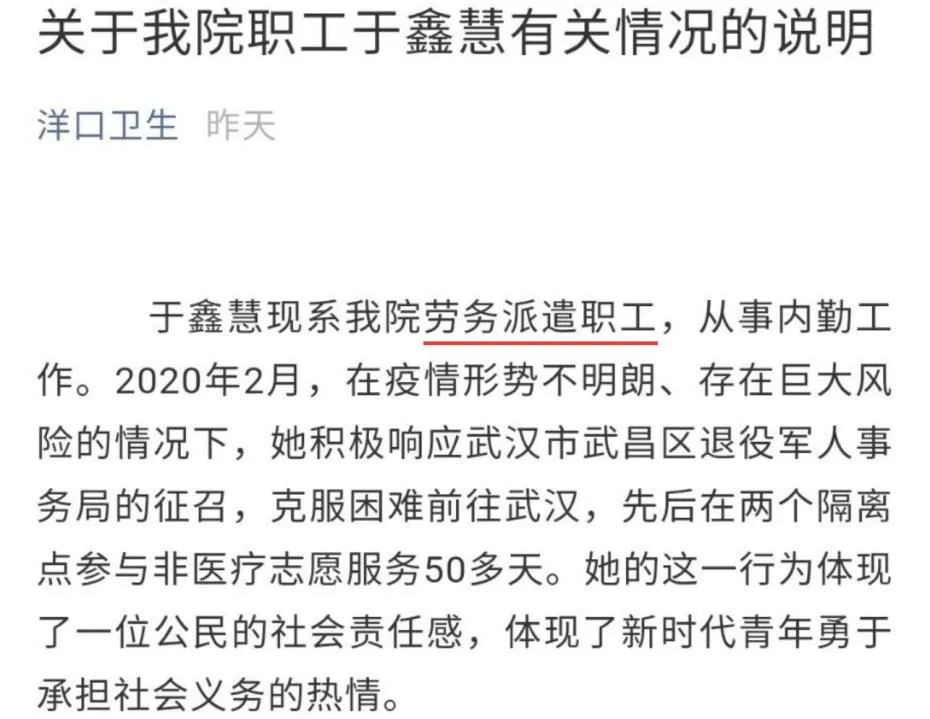 关于我院职工于鑫慧有关情况的说明
洋口卫生 昨天
于鑫慧现系我院劳务派遣职工，从事内勤工
作。2020年2月，在疫情形势不明朗、存在巨大风
险的情况下，她积极响应武汉市武昌区退役军人事
务局的征召，克服困难前往武汉，先后在两个隔离
点参与非医疗志愿服务50多天。她的这一行为体现
了一位公民的社会责任感，体现了新时代青年勇于
承担社会义务的热情。